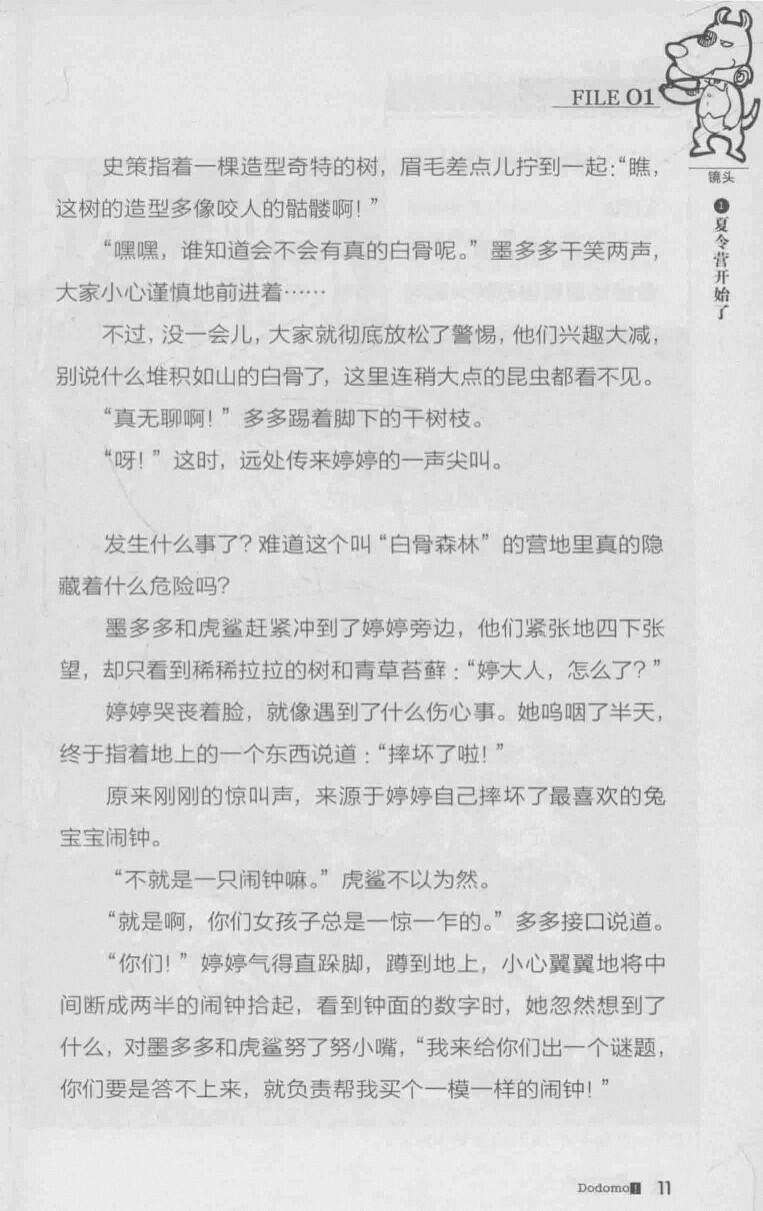 FILE 01
镜头
1 夏令营开始了
史策指着一棵造型奇特的树，眉毛差点儿拧到一起：“瞧，
这树的造型多像咬人的骷髅啊！”
“嘿嘿，谁知道会不会有真的白骨呢。”墨多多干笑两声，
大家小心谨慎地前进着……
不过，没一会儿，大家就彻底放松了警惕，他们兴趣大减，
别说什么堆积如山的白骨了，这里连稍大点的昆虫都看不见。
“真无聊啊！”多多踢着脚下的干树枝。
“呀！”这时，远处传来婷婷的一声尖叫。
发生什么事了？难道这个叫“白骨森林”的营地里真的隐
藏着什么危险吗？
墨多多和虎鲨赶紧冲到了婷婷旁边，他们紧张地四下张
望，却只看到稀稀拉拉的树和青草苔藓：“婷大人，怎么了？”
婷婷哭丧着脸，就像遇到了什么伤心事。她呜咽了半天，
终于指着地上的一个东西说道：“摔坏了啦！”
原来刚刚的惊叫声，来源于婷婷自己摔坏了最喜欢的兔
宝宝闹钟。
“不就是一只闹钟嘛。”虎鲨不以为然。
“就是啊，你们女孩子总是一惊一乍的。”多多接口说道。
“你们！”婷婷气得直跺脚，蹲到地上，小心翼翼地将中
间断成两半的闹钟拾起，看到钟面的数字时，她忽然想到了
什么，对墨多多和虎鲨努了努小嘴，“我来给你们出一个谜题，
你们要是答不上来，就负责帮我买个一模一样的闹钟！”
Dodomo! 11